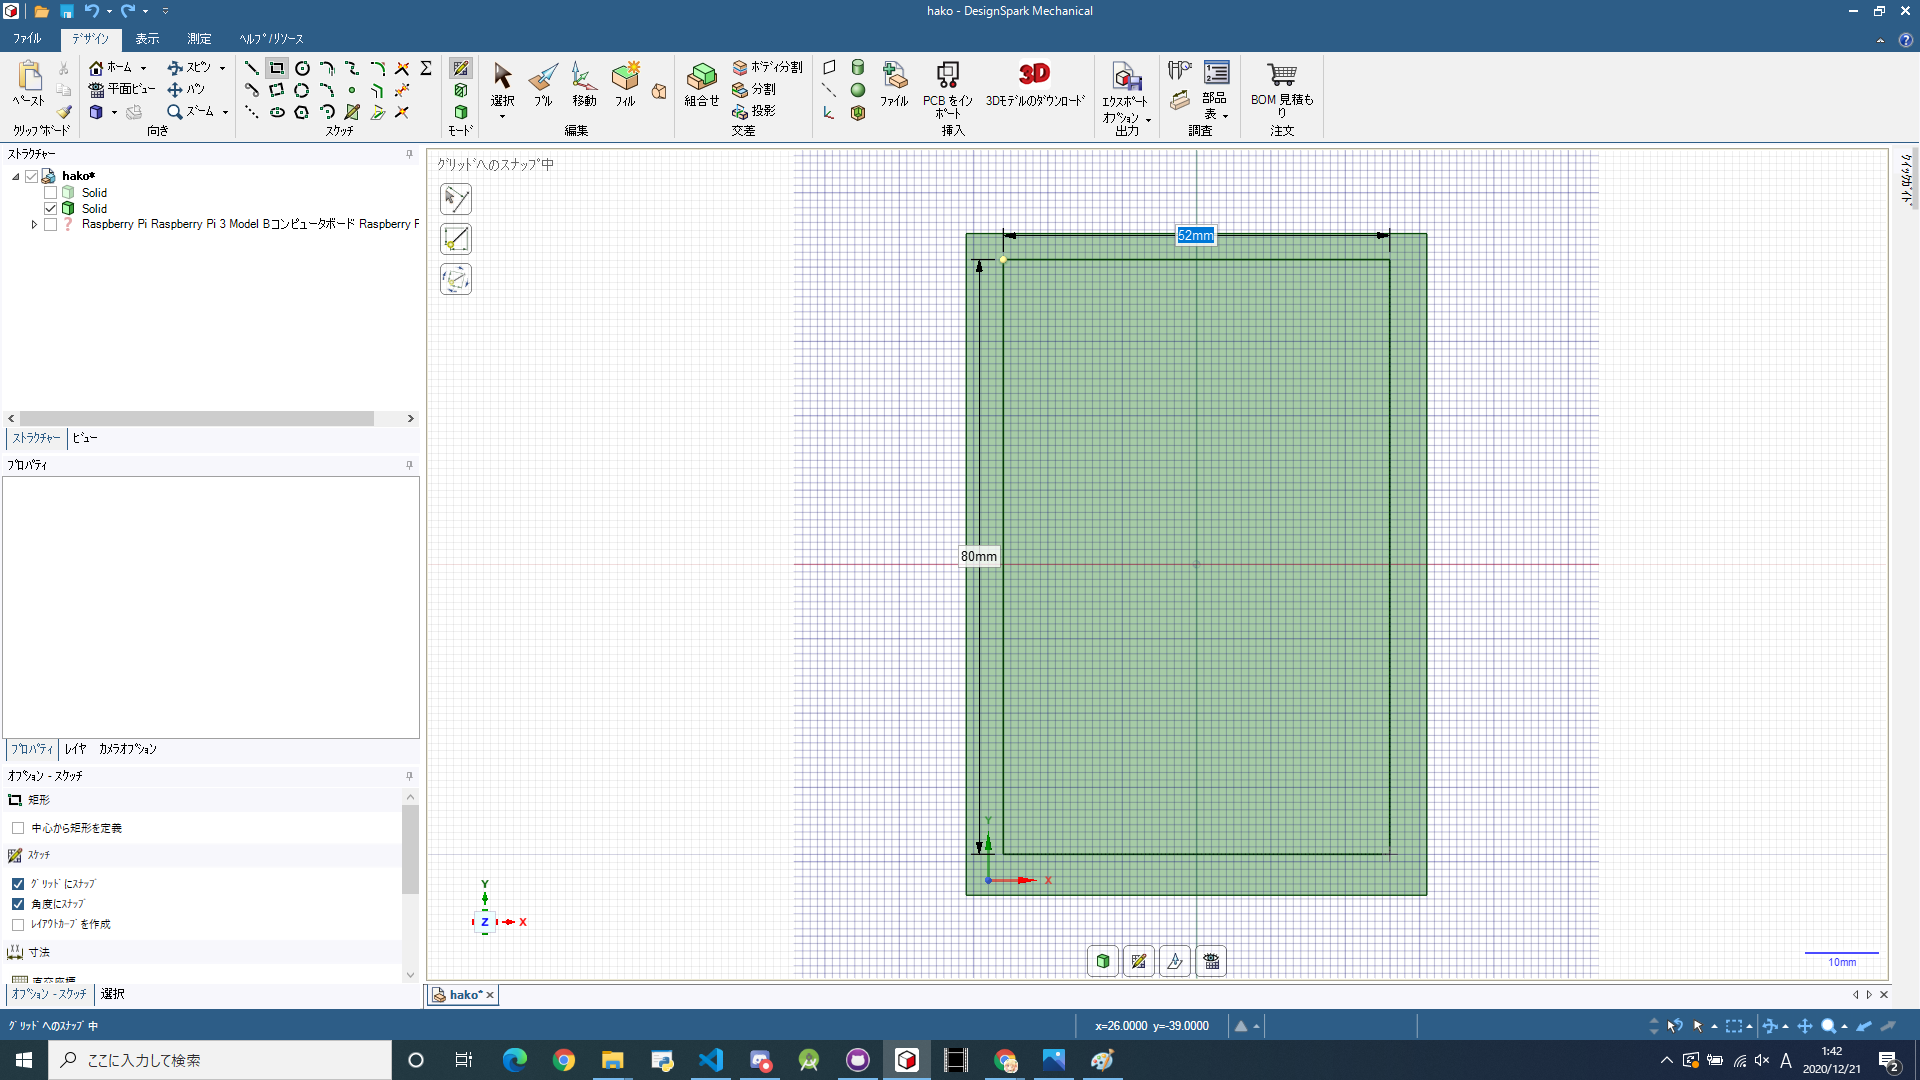 hako - DesignSpark Mechanical
ファイル デザイン 表示 測定 ヘルプ/リソース
ペースト
ホーム スピン
平面ビュー パン
ズーム
クリップボード 向き スケッチ モード
選択 プル 移動 フィル
編集
組合せ
ボディ分割
分割
投影
交差
ファイル PCB をインポート 3D 3Dモデルのダウンロード
挿入
エクスポートオプション
出力
部品表
調査
BOM 見積もり
注文
ストラクチャー
hako*
Solid
Solid
Raspberry Pi Raspberry Pi 3 Model Bコンピュータボード Raspberry P
ストラクチャー ビュー
プロパティ
プロパティ レイヤ カメラオプション
オプション - スケッチ
矩形
中心から矩形を定義
スケッチ
グリッドにスナップ
角度にスナップ
レイアウトカーブを作成
寸法
直交座標
オプション - スケッチ 選択
グリッドへのスナップ中
52mm
80mm
Y
X
Y
Z X
10mm
クイックガイド
hako*
グリッドへのスナップ中
x=26.0000 y=-39.0000
ここに入力して検索
A
1:42
2020/12/21
2